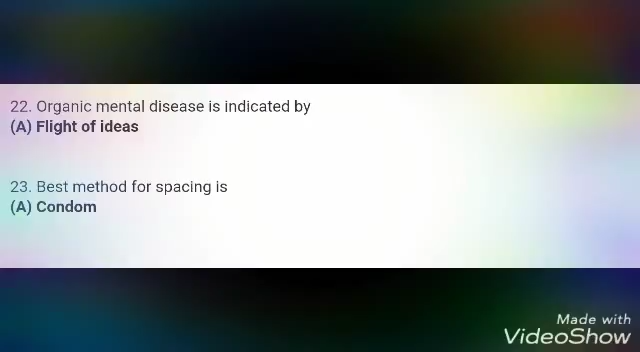 22. Organic mental disease is indicated by
(A) Flight of ideas
23. Best method for spacing is
(A) Condom
Made with
VideoShow